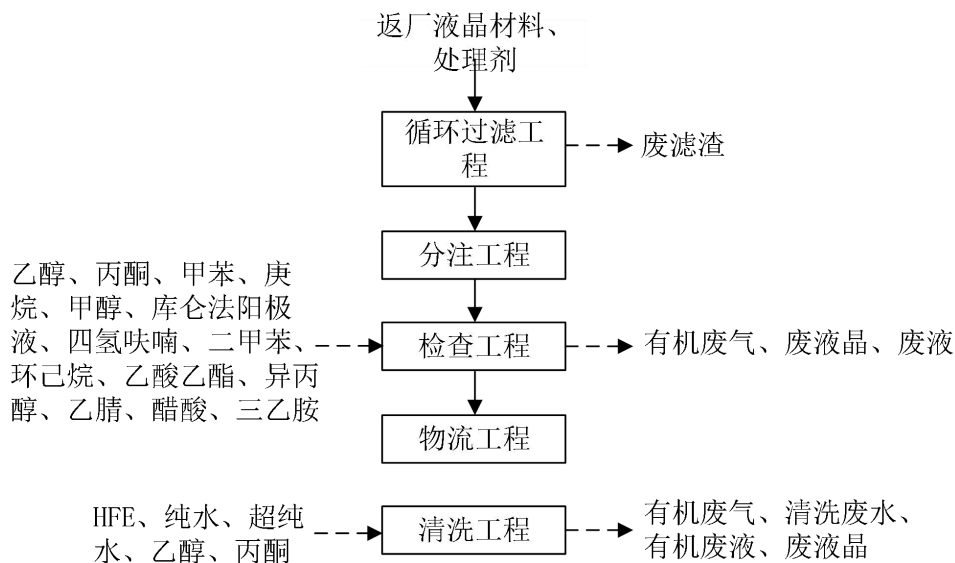 返厂液晶材料、
处理剂
循环过滤工
程
废滤渣
分注工程
乙醇、丙酮、甲苯、庚
烷、甲醇、库仑法阳极
液、四氢呋喃、二甲苯、
环己烷、乙酸乙酯、异丙
醇、乙腈、醋酸、三乙胺
检查工程
有机废气、废液晶、废液
物流工程
HFE、纯水、超纯
水、乙醇、丙酮
清洗工程
有机废气、清洗废水、
有机废液、废液晶